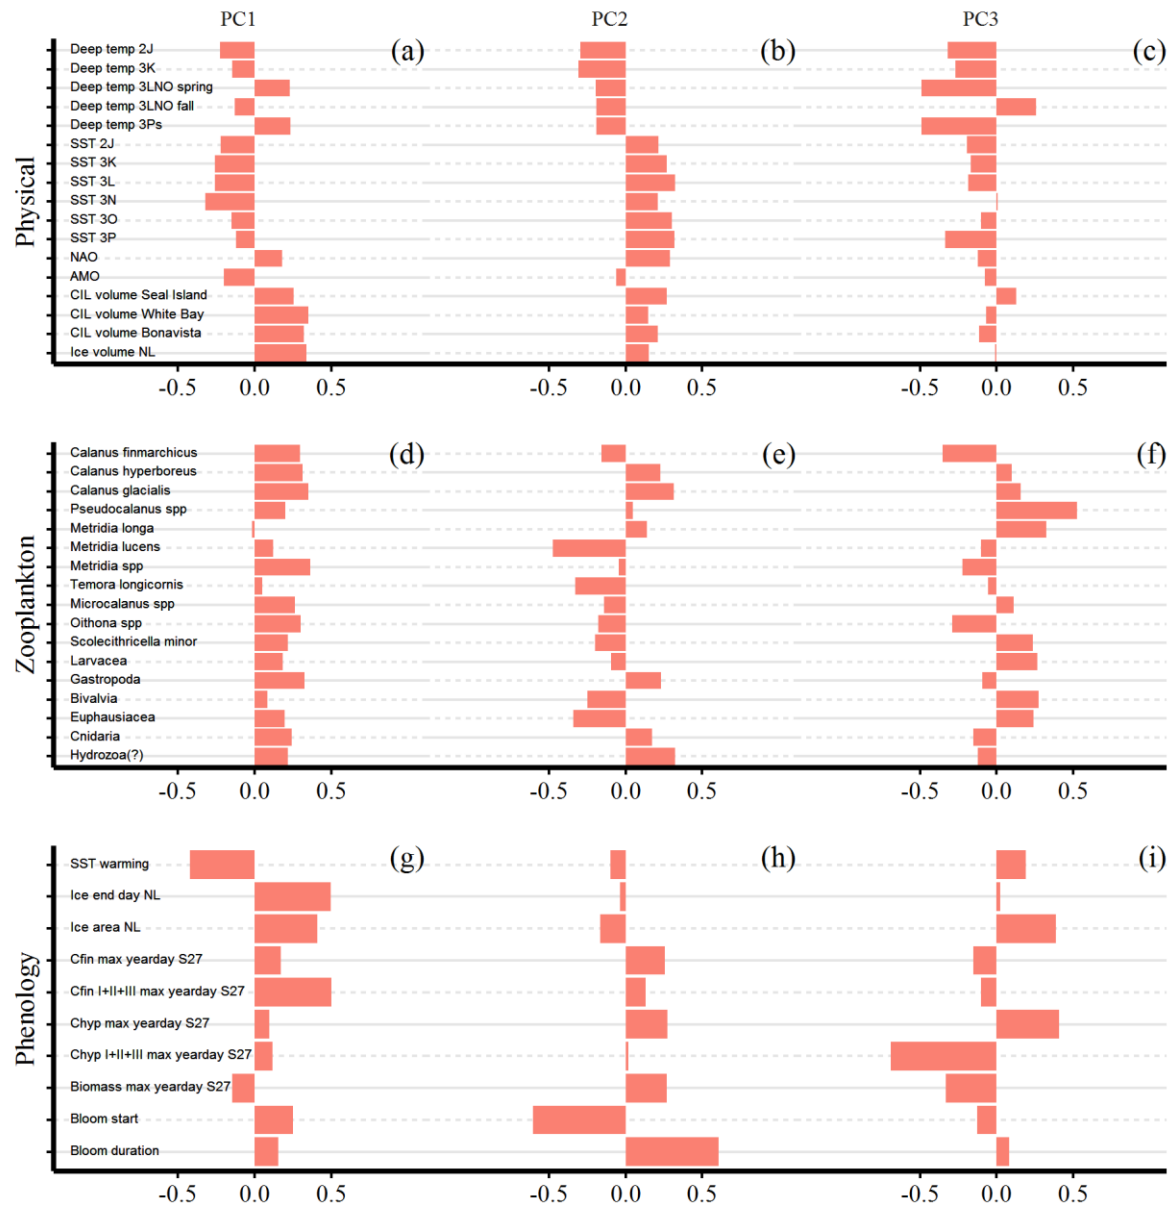 PC1 PC2 PC3
Physical
(a) (b) (c)
Deep temp 2J
Deep temp 3K
Deep temp 3LNO spring
Deep temp 3LNO fall
Deep temp 3Ps
SST 2J
SST 3K
SST 3L
SST 3N
SST 3O
SST 3P
NAO
AMO
CIL volume Seal Island
CIL volume White Bay
CIL volume Bonavista
Ice volume NL
-0.5 0.0 0.5 -0.5 0.0 0.5 -0.5 0.0 0.5
Zooplankton
(d) (e) (f)
Calanus finmarchicus
Calanus hyperboreus
Calanus glacialis
Pseudocalanus spp
Metridia longa
Metridia lucens
Metridia spp
Temora longicornis
Microcalanus spp
Oithona spp
Scolecithricella minor
Larvacea
Gastropoda
Bivalvia
Euphausiacea
Cnidaria
Hydrozoa(?)
-0.5 0.0 0.5 -0.5 0.0 0.5 -0.5 0.0 0.5
Phenology
(g) (h) (i)
SST warming
Ice end day NL
Ice area NL
Cfin max yearday S27
Cfin I+II+III max yearday S27
Chyp max yearday S27
Chyp I+II+III max yearday S27
Biomass max yearday S27
Bloom start
Bloom duration
-0.5 0.0 0.5 -0.5 0.0 0.5 -0.5 0.0 0.5